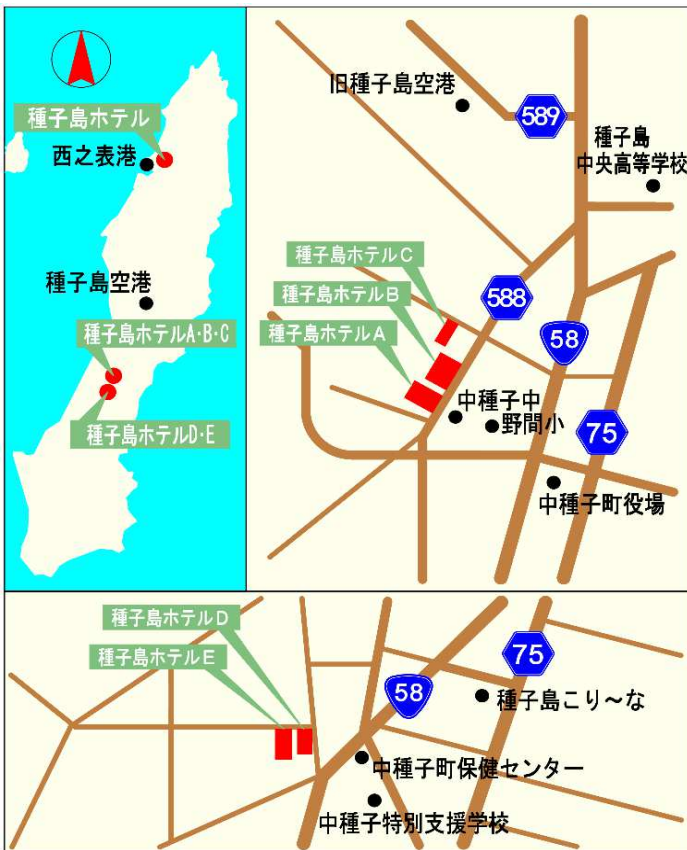 種子島ホテル
西之表港
種子島空港
種子島ホテルA・B・C
種子島ホテルD・E
旧種子島空港
589
種子島
中央高等学校
種子島ホテルC
種子島ホテルB
種子島ホテルA
588
58
75
中種子中
野間小
中種子町役場
種子島ホテルD
種子島ホテルE
58
75
種子島こり～な
中種子町保健センター
中種子特別支援学校